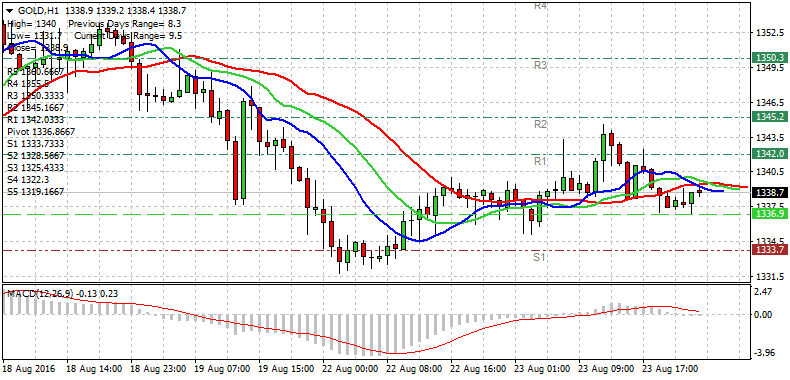 GOLD,H1 1338.9 1339.2 1338.4 1338.7
High= 1340 Previous Days Range= 8.3
Low= 1331.7 Current Days Range= 9.5
Close= 1338.9
R5 1360.6667
R4 1355.5
R3 1350.3333
R2 1345.1667
R1 1342.0333
Pivot 1336.8667
S1 1333.7333
S2 1328.5667
S3 1325.4333
S4 1322.3
S5 1319.1667
R4
R3
R2
R1
S1
1352.5
1350.3
1349.5
1346.5
1345.2
1343.5
1342.0
1340.5
1338.7
1337.5
1336.9
1334.5
1333.7
1331.5
MACD(12,26,9) -0.13 0.23
2.47
0.00
-3.96
18 Aug 2016 18 Aug 14:00 18 Aug 23:00 19 Aug 07:00 19 Aug 15:00 22 Aug 00:00 22 Aug 08:00 22 Aug 16:00 23 Aug 01:00 23 Aug 09:00 23 Aug 17:00